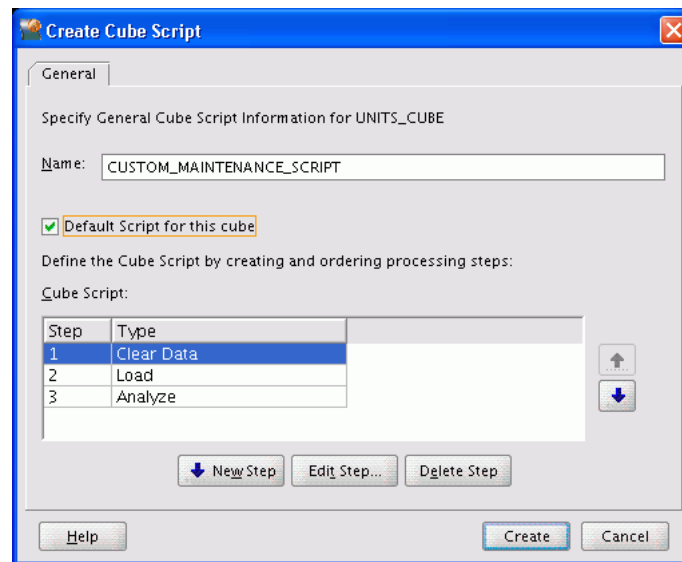 Create Cube Script
General
Specify General Cube Script Information for UNITS_CUBE
Name: CUSTOM_MAINTENANCE_SCRIPT
Default Script for this cube
Define the Cube Script by creating and ordering processing steps:
Cube Script:
Step Type
1 Clear Data
2 Load
3 Analyze
New Step Edit Step... Delete Step
Help Create Cancel